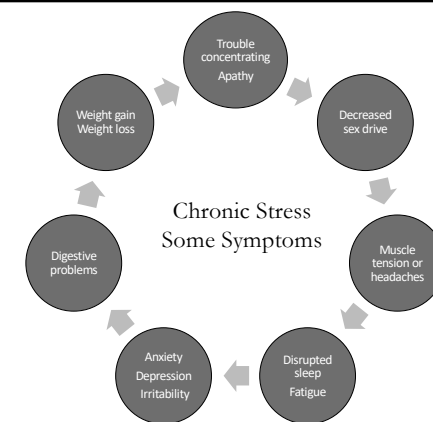 Trouble
concentrating
Apathy
Decreased
sex drive
Muscle
tension or
headaches
Disrupted
sleep
Fatigue
Anxiety
Depression
Irritability
Digestive
problems
Weight gain
Weight loss
Chronic Stress
Some Symptoms